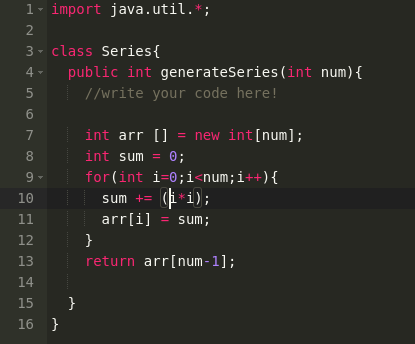 1 import java.util.*;
2
3 class Series{
4 public int generateSeries(int num){
5 //write your code here!
6
7 int arr [] = new int[num];
8 int sum = 0;
9 for(int i=0;i<num;i++){
10 sum += (i*i);
11 arr[i] = sum;
12 }
13 return arr[num-1];
14
15 }
16 }